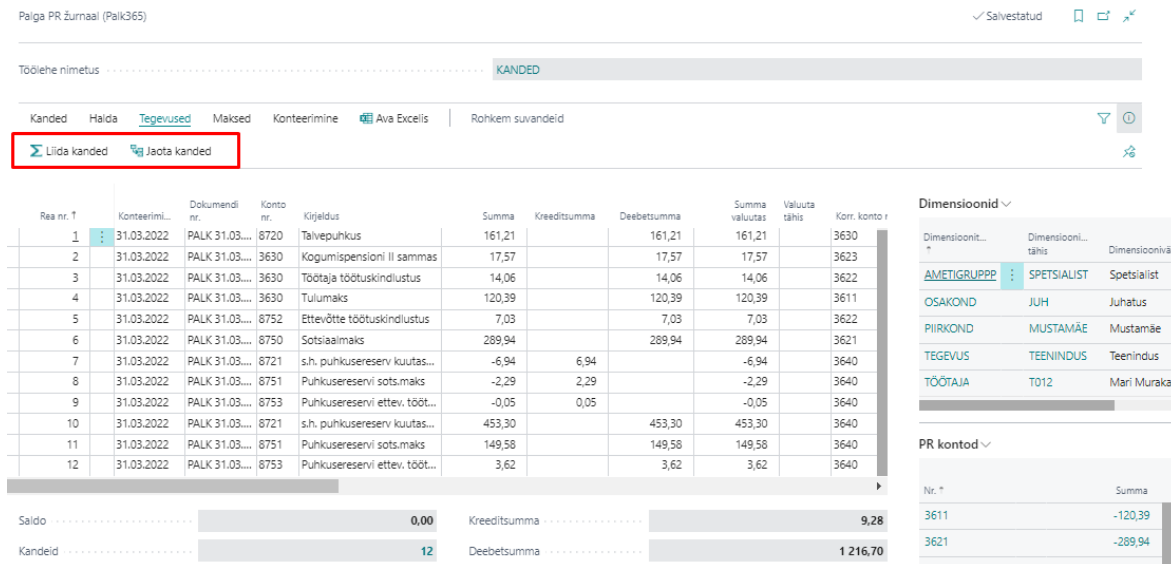 Palga PR žurnaal (Palk365)
Salvestatud
Töölehe nimetus
KANDED
Kanded Halda Tegevused Maksed Konteerimine Ava Excelis Rohkem suvandeid
Liida kanded Jaota kanded
Rea nr. ↑ Konteerimi... Dokumendi nr. Konto nr. Kirjeldus Summa Kreeditsumma Deebetsumma Summa valuutas Valuuta tähis Korr. konto
1 31.03.2022 PALK 31.03.... 8720 Talvepuhkus 161,21 161,21 161,21 3630
2 31.03.2022 PALK 31.03.... 3630 Kogumispensioni II sammas 17,57 17,57 17,57 3623
3 31.03.2022 PALK 31.03.... 3630 Töötaja töötuskindlustus 14,06 14,06 14,06 3622
4 31.03.2022 PALK 31.03.... 3630 Tulumaks 120,39 120,39 120,39 3611
5 31.03.2022 PALK 31.03.... 8752 Ettevõtte töötuskindlustus 7,03 7,03 7,03 3622
6 31.03.2022 PALK 31.03.... 8750 Sotsiaalmaks 289,94 289,94 289,94 3621
7 31.03.2022 PALK 31.03.... 8721 s.h. puhkusereserv kuutas... -6,94 6,94 -6,94 3640
8 31.03.2022 PALK 31.03.... 8751 Puhkusereservi sots.maks -2,29 2,29 -2,29 3640
9 31.03.2022 PALK 31.03.... 8753 Puhkusereservi ettev. tööt... -0,05 0,05 -0,05 3640
10 31.03.2022 PALK 31.03.... 8721 s.h. puhkusereserv kuutas... 453,30 453,30 453,30 3640
11 31.03.2022 PALK 31.03.... 8751 Puhkusereservi sots.maks 149,58 149,58 149,58 3640
12 31.03.2022 PALK 31.03.... 8753 Puhkusereservi ettev. tööt... 3,62 3,62 3,62 3640
Saldo 0,00 Kreeditsumma 9,28
Kandeid 12 Deebetsumma 1 216,70
Dimensioonid
Dimensioonit... ↑ Dimensiooni... tähis Dimensioonivä
AMETIGRUPPP SPETSIALIST Spetsialist
OSAKOND JUH Juhatus
PIIRKOND MUSTAMÄE Mustamäe
TEGEVUS TEENINDUS Teenindus
TÖÖTAJA T012 Mari Muraka
PR kontod
Nr. ↑ Summa
3611 -120,39
3621 -289,94